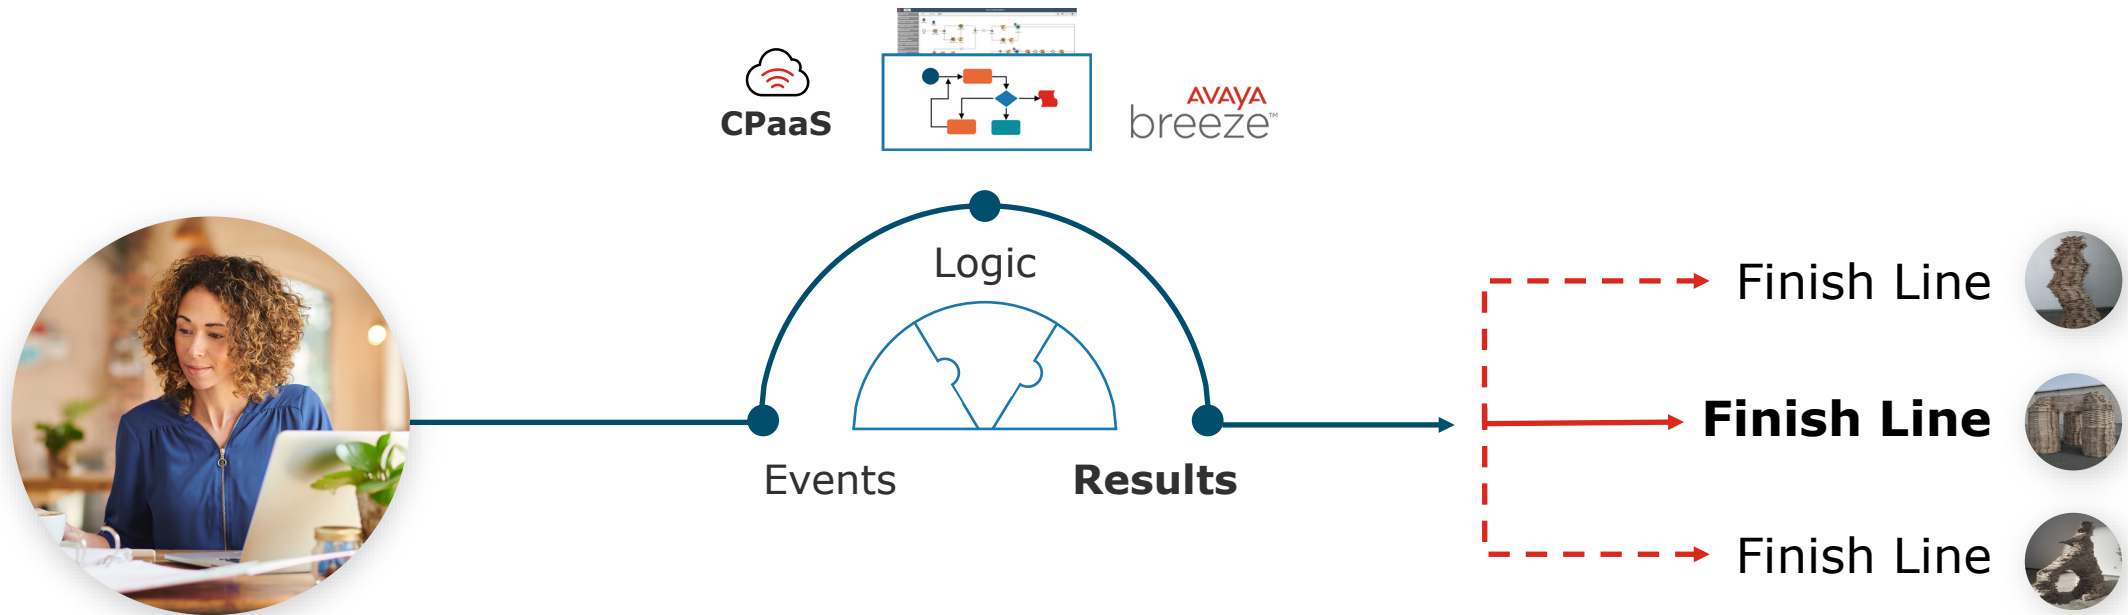 CPaaS
AVAYA
breeze™
Logic
Events
Results
Finish Line
Finish Line
Finish Line